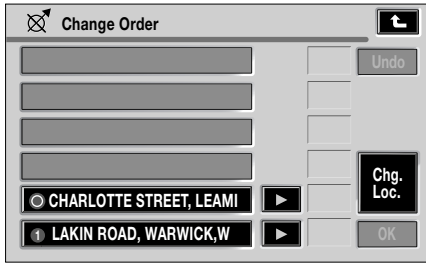 Change Order
Undo
Chg.
Loc.
CHARLOTTE STREET, LEAMI
1 LAKIN ROAD, WARWICK,W
OK